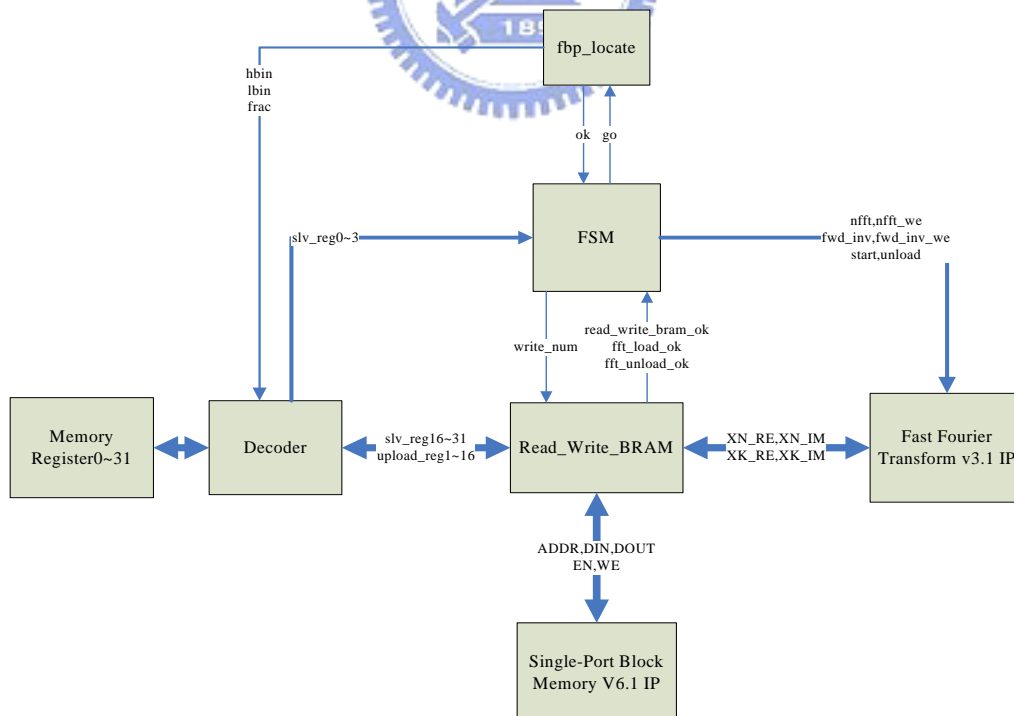 189
fbp_locate
hbin
lbin
frac
ok go
slv_reg0~3
FSM
nfft,nfft_we
fwd_inv,fwd_inv_we
start,unload
write_num
read_write_bram_ok
fft_load_ok
fft_unload_ok
Memory
Register0~31
Decoder
slv_reg16~31
upload_reg1~16
Read_Write_BRAM
XN_RE,XN_IM
XK_RE,XK_IM
Fast Fourier
Transform v3.1 IP
ADDR,DIN,DOUT
EN,WE
Single-Port Block
Memory V6.1 IP